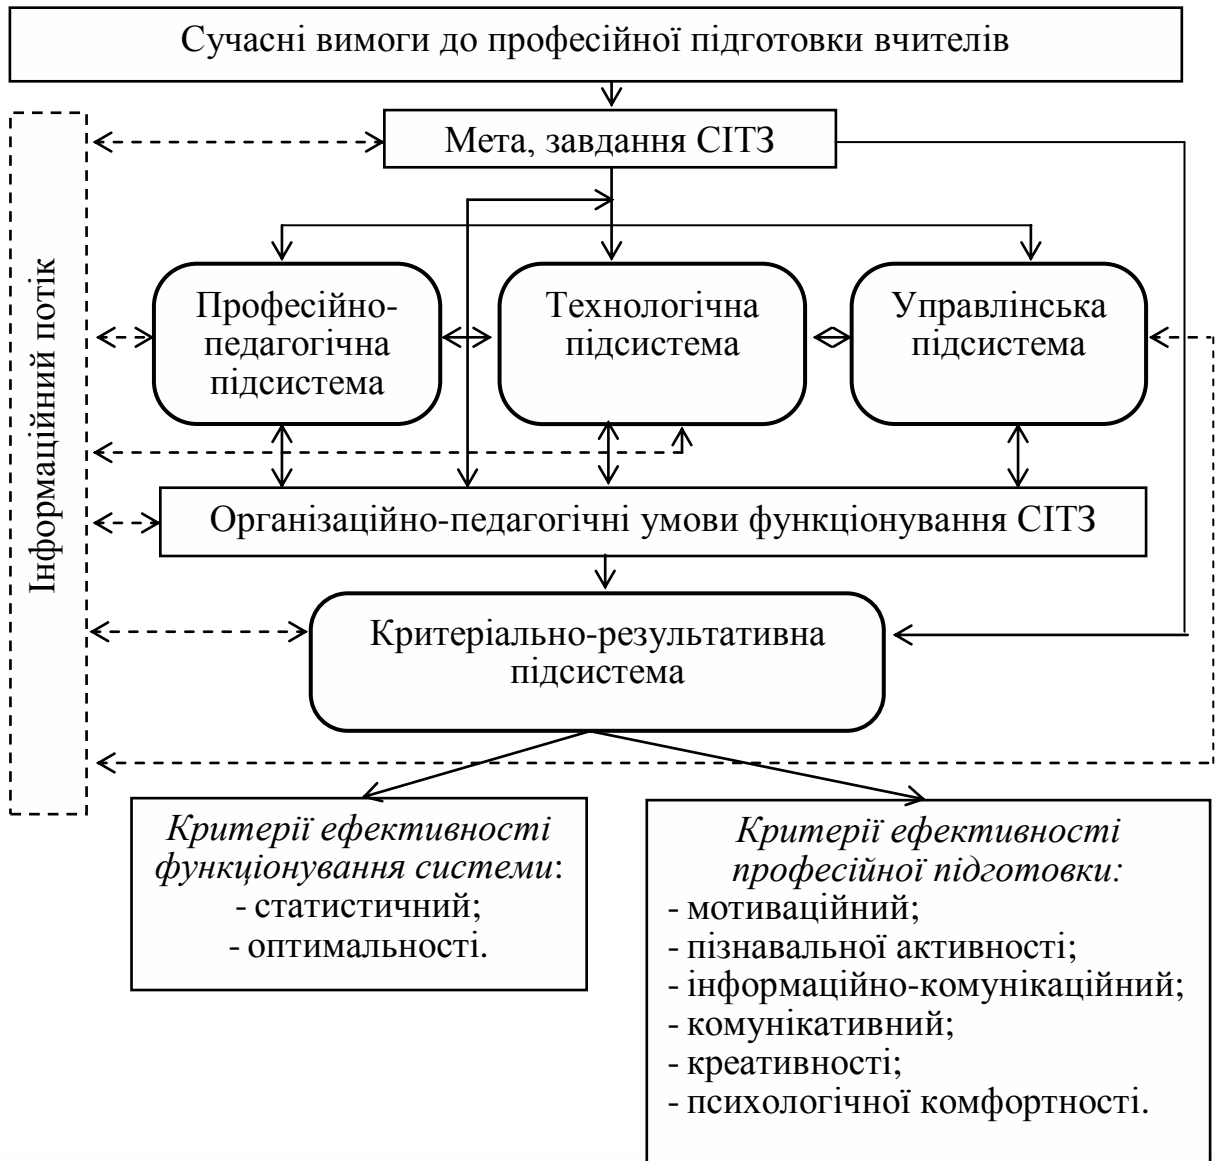 Сучасні вимоги до професійної підготовки вчителів
Мета, завдання СІТЗ
Інформаційний потік
Професійно-
педагогічна
підсистема
Технологічна
підсистема
Управлінська
підсистема
Організаційно-педагогічні умови функціонування СІТЗ
Критеріально-результативна
підсистема
Критерії ефективності
функціонування системи:
- статистичний;
- оптимальності.
Критерії ефективності
професійної підготовки:
- мотиваційний;
- пізнавальної активності;
- інформаційно-комунікаційний;
- комунікативний;
- креативності;
- психологічної комфортності.